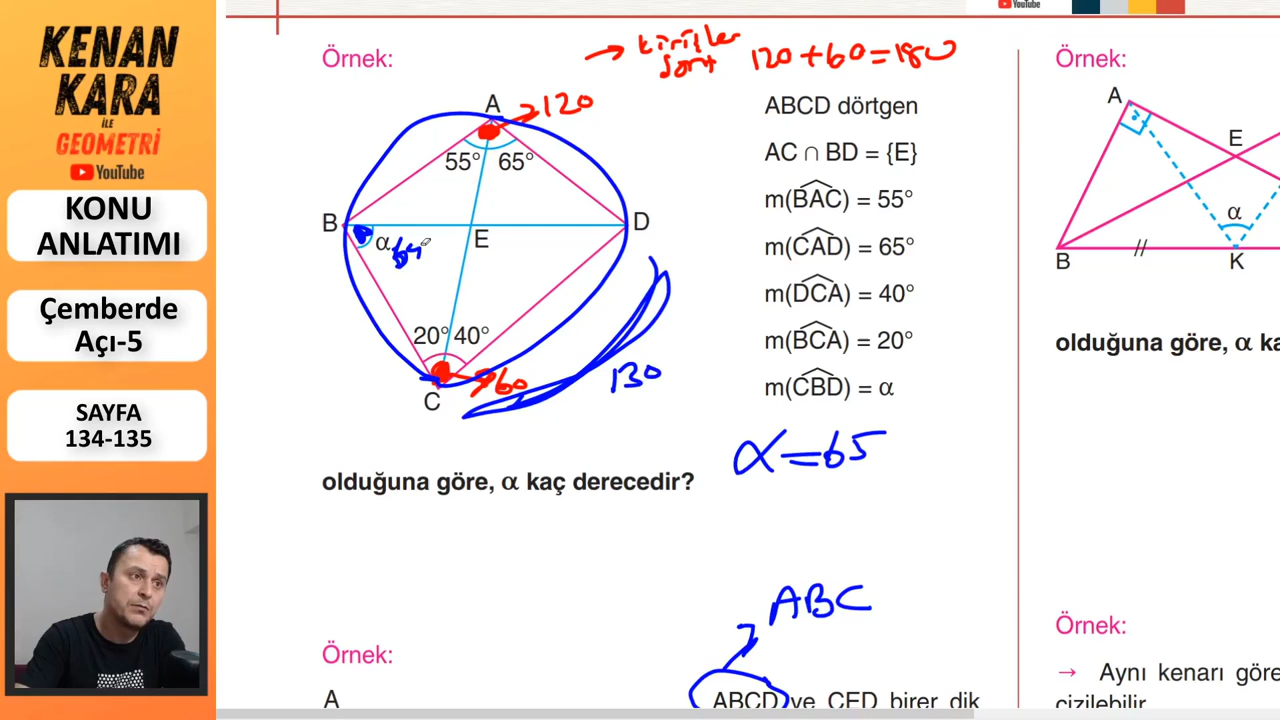 KENAN
KARA
İLE
GEOMETRİ
YouTube
KONU
ANLATIMI
Çemberde
Açı-5
SAYFA
134-135
YouTube
Örnek:
→ kirişler
dört
120+60=180
A
→120
55° 65°
B
D
E
α
65
20° 40°
C
→60
130
ABCD dörtgen
AC ∩ BD = {E}
m(BAC) = 55°
m(CAD) = 65°
m(DCA) = 40°
m(BCA) = 20°
m(CBD) = α
α=65
olduğuna göre, α kaç derecedir?
Örnek:
A
ABC
ABCD ve CED birer dik
Örnek:
A
E
α
B
K
olduğuna göre, α
Örnek:
→ Aynı kenarı göre
çizilebilir